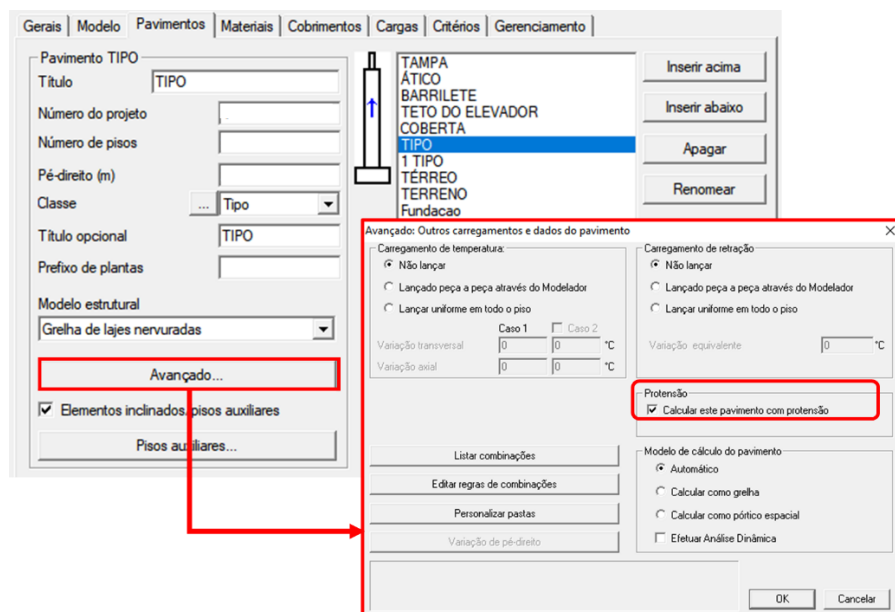 Gerais Modelo Pavimentos Materiais Cobrimentos Cargas Critérios Gerenciamento
Pavimento TIPO
Título TIPO
Número do projeto
Número de pisos
Pé-direito (m)
Classe ... Tipo
Título opcional TIPO
Prefixo de plantas
Modelo estrutural
Grelha de lajes nervuradas
Avançado...
Elementos inclinados/pisos auxiliares
Pisos auxiliares...
TAMPA
ÁTICO
BARRILETE
TETO DO ELEVADOR
COBERTA
TIPO
1 TIPO
TÉRREO
TERRENO
Fundacao
Inserir acima
Inserir abaixo
Apagar
Renomear
Avançado: Outros carregamentos e dados do pavimento
Carregamento de temperatura:
Não lançar
Lançado peça a peça através do Modelador
Lançar uniforme em todo o piso
Caso 1 Caso 2
Variação transversal 0 0 °C
Variação axial 0 0 °C
Carregamento de retração
Não lançar
Lançado peça a peça através do Modelador
Lançar uniforme em todo o piso
Variação equivalente 0 °C
Protensão
Calcular este pavimento com protensão
Listar combinações
Editar regras de combinações
Personalizar pastas
Variação de pé-direito
Modelo de cálculo do pavimento
Automático
Calcular como grelha
Calcular como pórtico espacial
Efetuar Análise Dinâmica
OK Cancelar